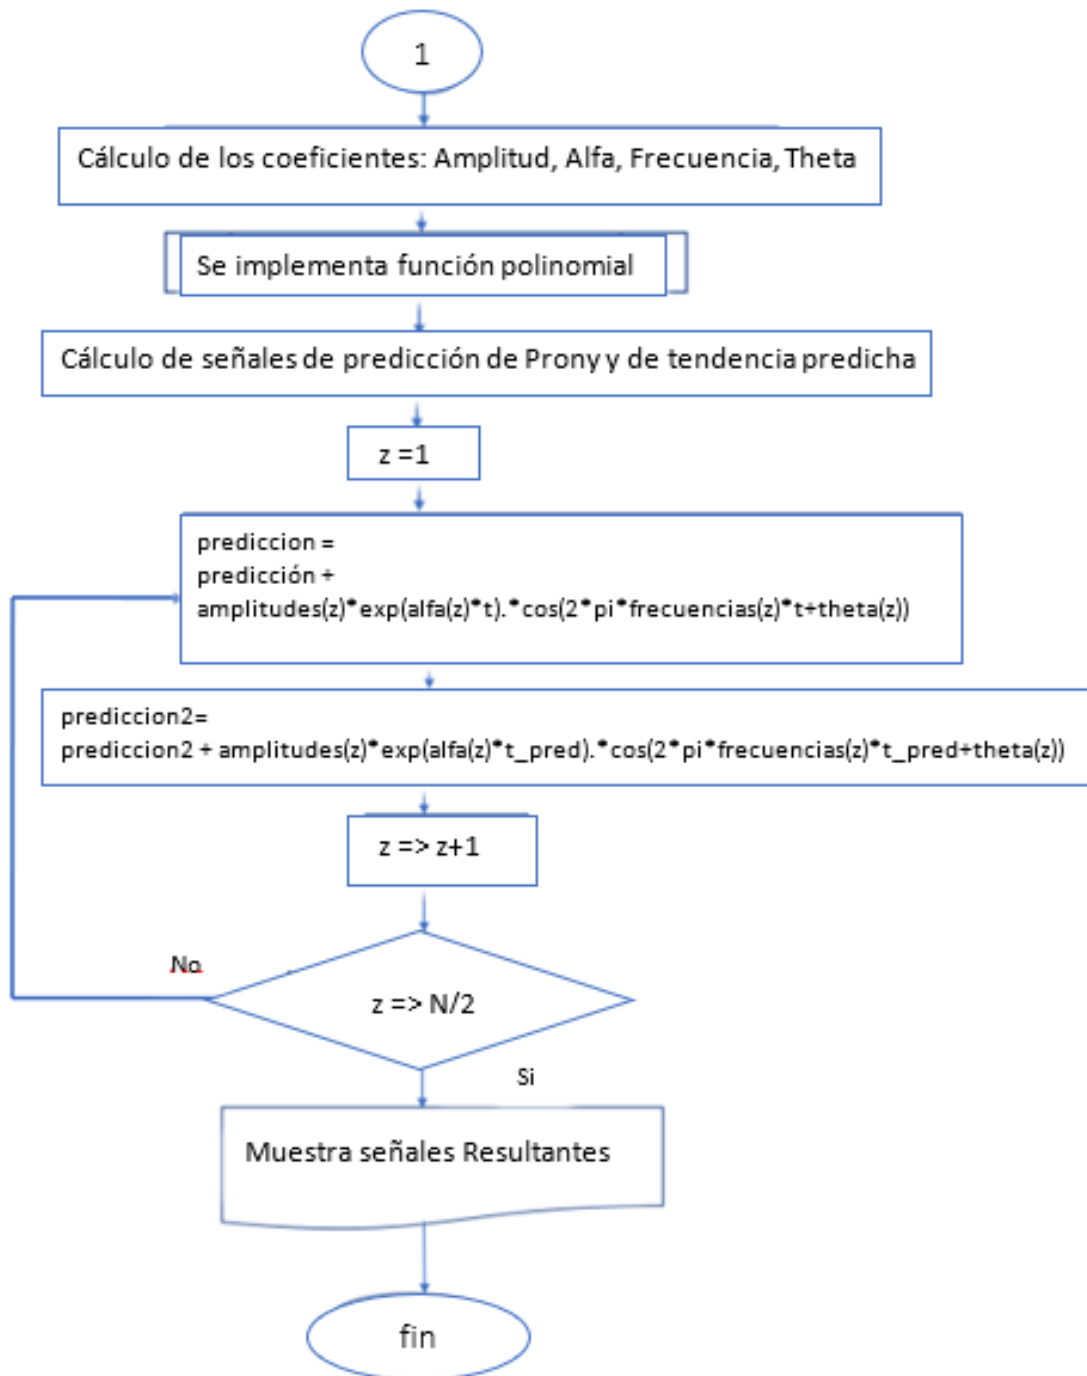 1
Cálculo de los coeficientes: Amplitud, Alfa, Frecuencia, Theta
Se implementa función polinomial
Cálculo de señales de predicción de Prony y de tendencia predicha
z =1
prediccion =
predicción +
amplitudes(z)*exp(alfa(z)*t).*cos(2*pi*frecuencias(z)*t+theta(z))
prediccion2=
prediccion2 + amplitudes(z)*exp(alfa(z)*t_pred).*cos(2*pi*frecuencias(z)*t_pred+theta(z))
z => z+1
No
z => N/2
Si
Muestra señales Resultantes
fin